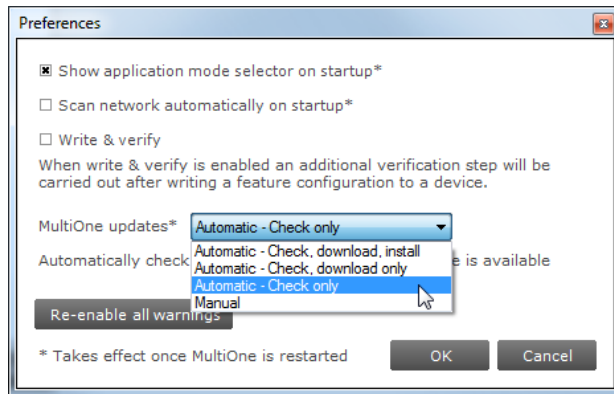 Preferences
Show application mode selector on startup*
Scan network automatically on startup*
Write & verify
When write & verify is enabled an additional verification step will be
carried out after writing a feature configuration to a device.
MultiOne updates* Automatic - Check only
Automatic - Check, download, install
Automatic - Check, download only
Automatically check e is available
Automatic - Check only
Manual
Re-enable all warnings
* Takes effect once MultiOne is restarted OK Cancel